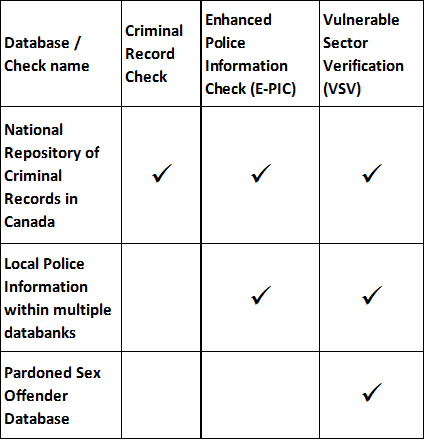 Database /
Check name
Criminal
Record
Check
Enhanced
Police
Information
Check (E-PIC)
Vulnerable
Sector
Verification
(VSV)
National
Repository of
Criminal
Records in
Canada
✓ ✓ ✓
Local Police
Information
within multiple
databanks
✓ ✓
Pardoned Sex
Offender
Database
✓